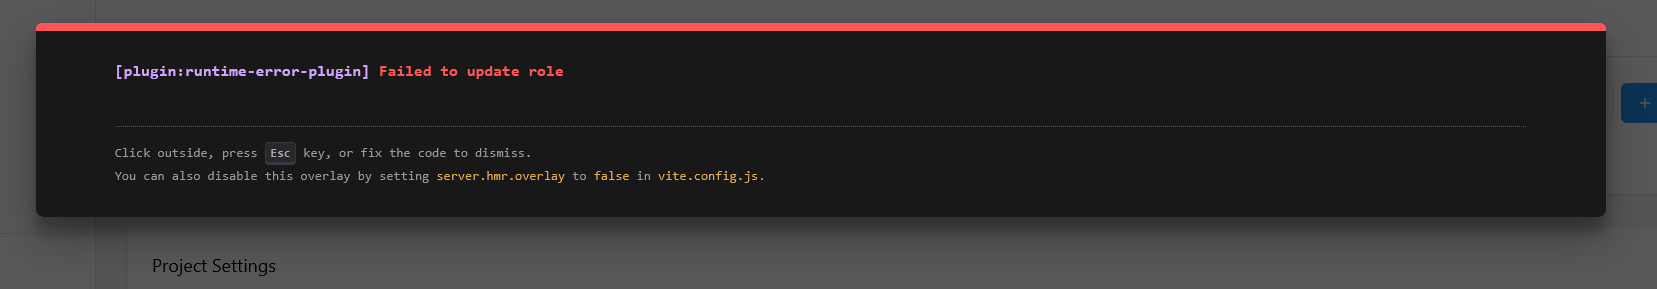 [plugin:runtime-error-plugin] Failed to update role
+
Click outside, press Esc key, or fix the code to dismiss.
You can also disable this overlay by setting server.hmr.overlay to false in vite.config.js.
Project Settings